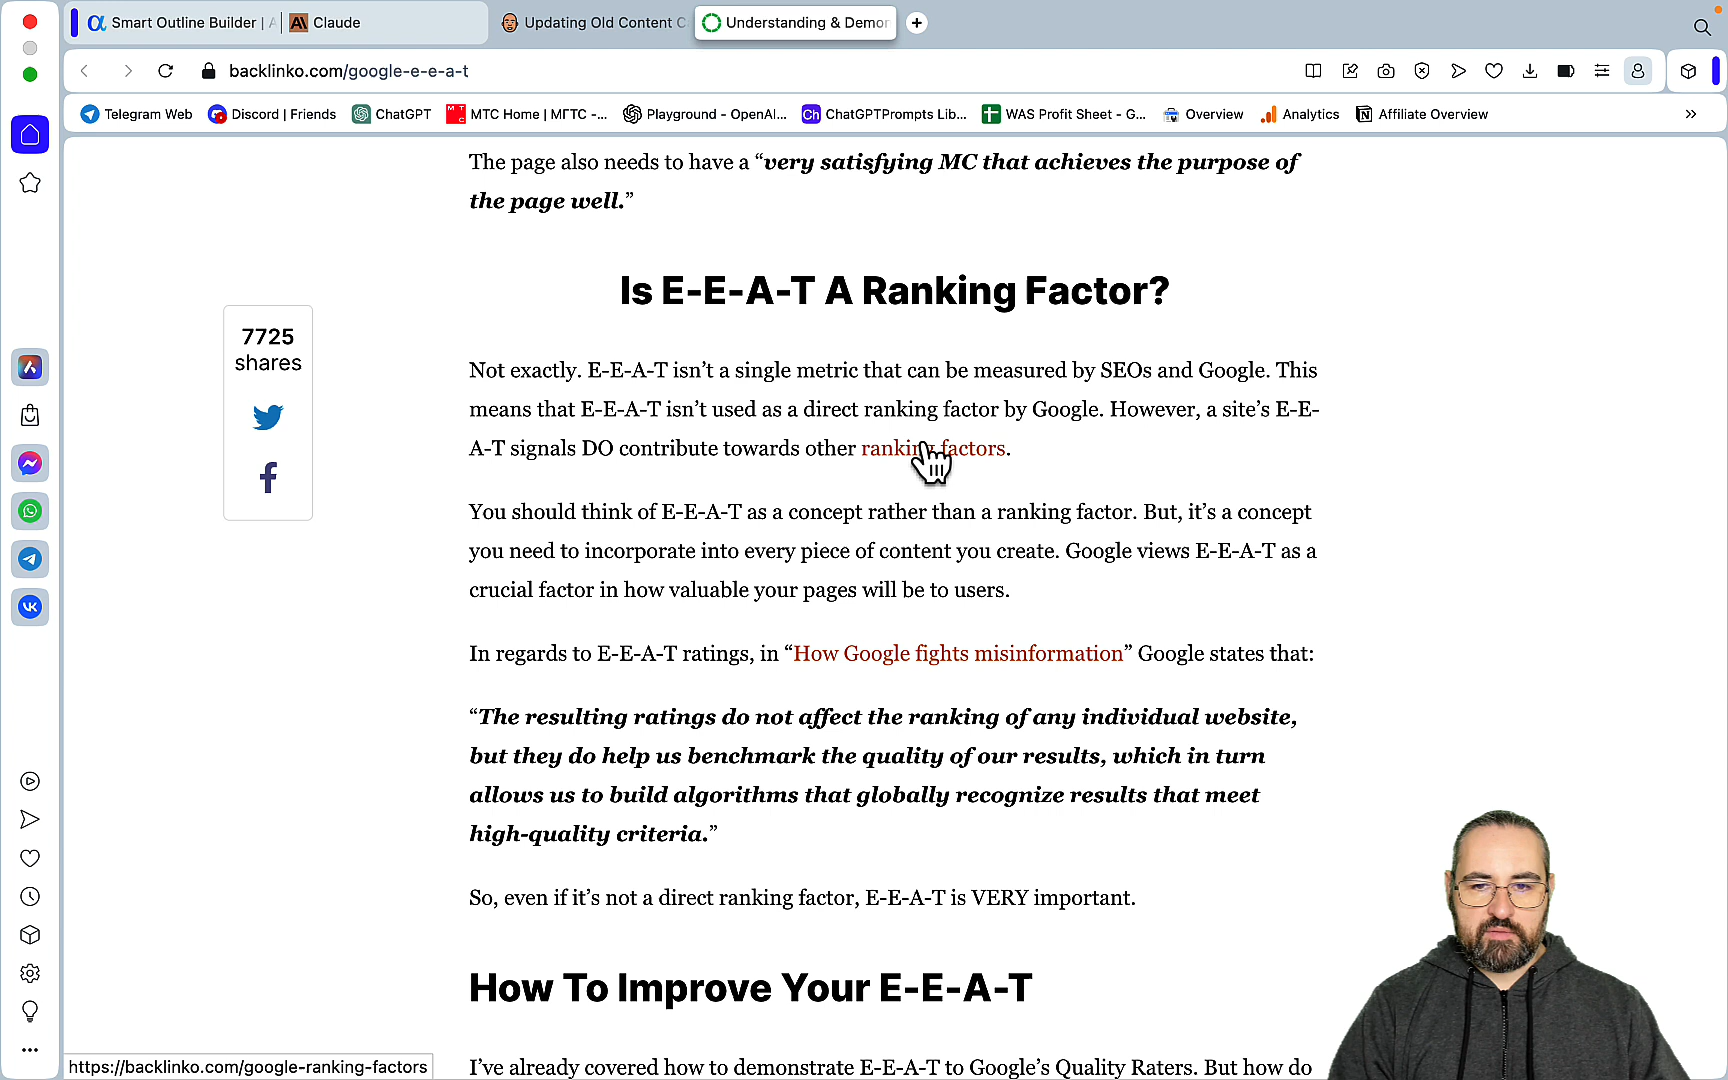 Smart Outline Builder | A
Claude
Updating Old Content C
Understanding & Demon
backlinko.com/google-e-e-a-t
Telegram Web
Discord | Friends
ChatGPT
МТС Home | МГТС -...
Playground - OpenAI...
Ch
ChatGPTPrompts Lib...
WAS Profit Sheet - G...
Overview
Analytics
Affiliate Overview
The page also needs to have a “very satisfying MC that achieves the purpose of
the page well.”
Is E-E-A-T A Ranking Factor?
7725
shares
Not exactly. E-E-A-T isn’t a single metric that can be measured by SEOs and Google. This
means that E-E-A-T isn’t used as a direct ranking factor by Google. However, a site’s E-E-
A-T signals DO contribute towards other ranking factors.
You should think of E-E-A-T as a concept rather than a ranking factor. But, it’s a concept
you need to incorporate into every piece of content you create. Google views E-E-A-T as a
crucial factor in how valuable your pages will be to users.
In regards to E-E-A-T ratings, in “How Google fights misinformation” Google states that:
“The resulting ratings do not affect the ranking of any individual website,
but they do help us benchmark the quality of our results, which in turn
allows us to build algorithms that globally recognize results that meet
high-quality criteria.”
So, even if it’s not a direct ranking factor, E-E-A-T is VERY important.
How To Improve Your E-E-A-T
I’ve already covered how to demonstrate E-E-A-T to Google’s Quality Raters. But how do
https://backlinko.com/google-ranking-factors